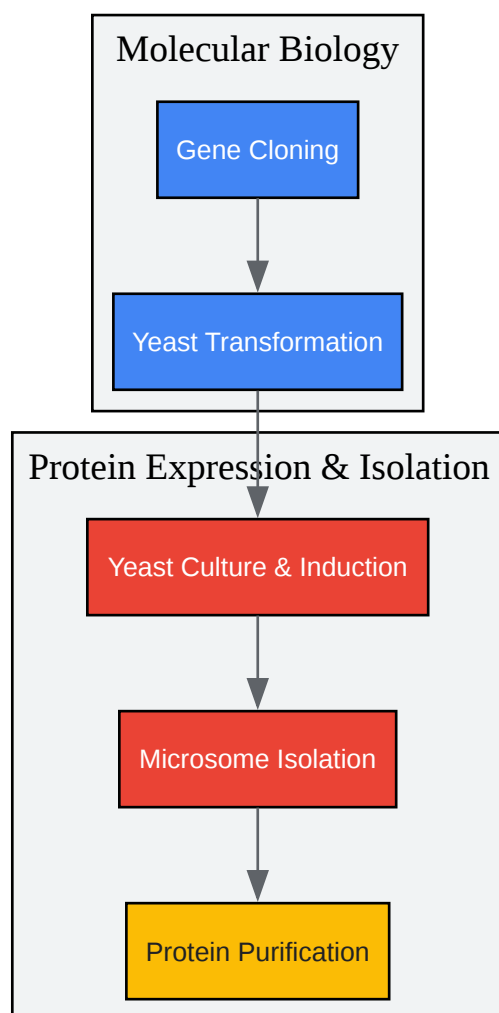 Molecular Biology
Gene Cloning
Yeast Transformation
Protein Expression & Isolation
Yeast Culture & Induction
Microsome Isolation
Protein Purification